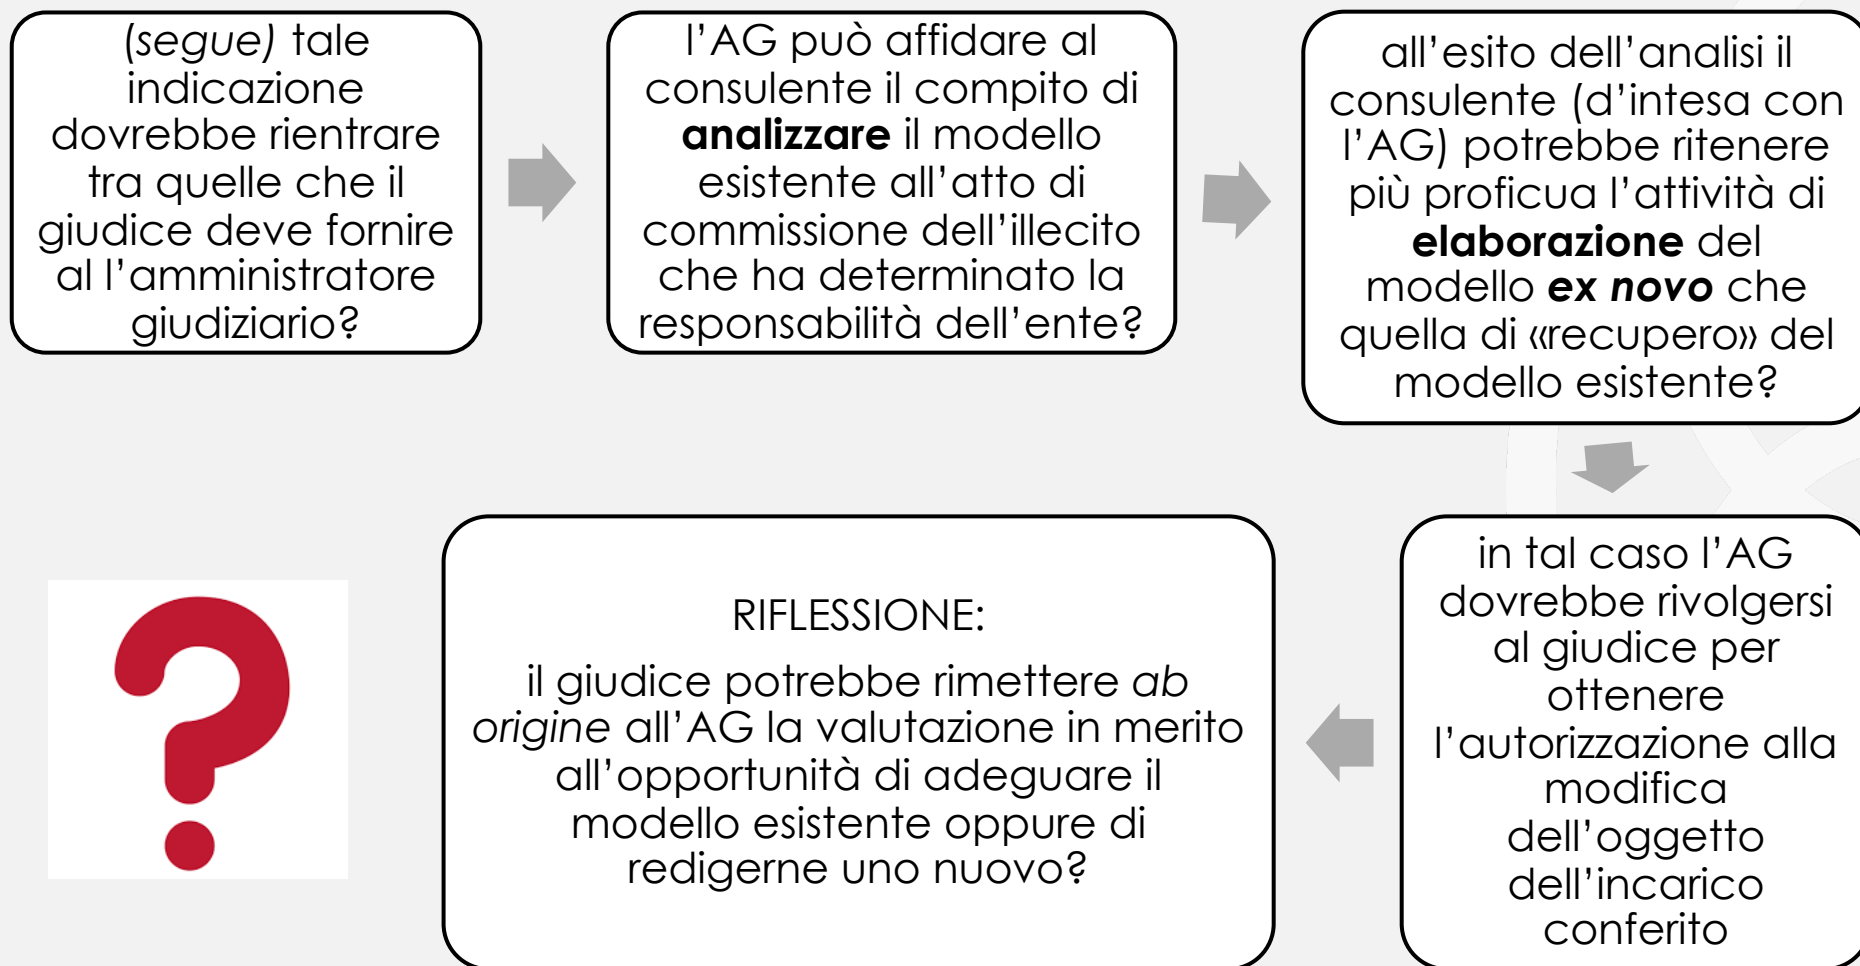 (segue) tale
indicazione
dovrebbe rientrare
tra quelle che il
giudice deve fornire
al l’amministratore
giudiziario?
l’AG può affidare al
consulente il compito di
analizzare il modello
esistente all’atto di
commissione dell’illecito
che ha determinato la
responsabilità dell’ente?
all’esito dell’analisi il
consulente (d’intesa con
l’AG) potrebbe ritenere
più proficua l’attività di
elaborazione del
modello ex novo che
quella di «recupero» del
modello esistente?
in tal caso l’AG
dovrebbe rivolgersi
al giudice per
ottenere
l’autorizzazione alla
modifica
dell’oggetto
dell’incarico
conferito
RIFLESSIONE:
il giudice potrebbe rimettere ab
origine all’AG la valutazione in merito
all’opportunità di adeguare il
modello esistente oppure di
redigerne uno nuovo?
?